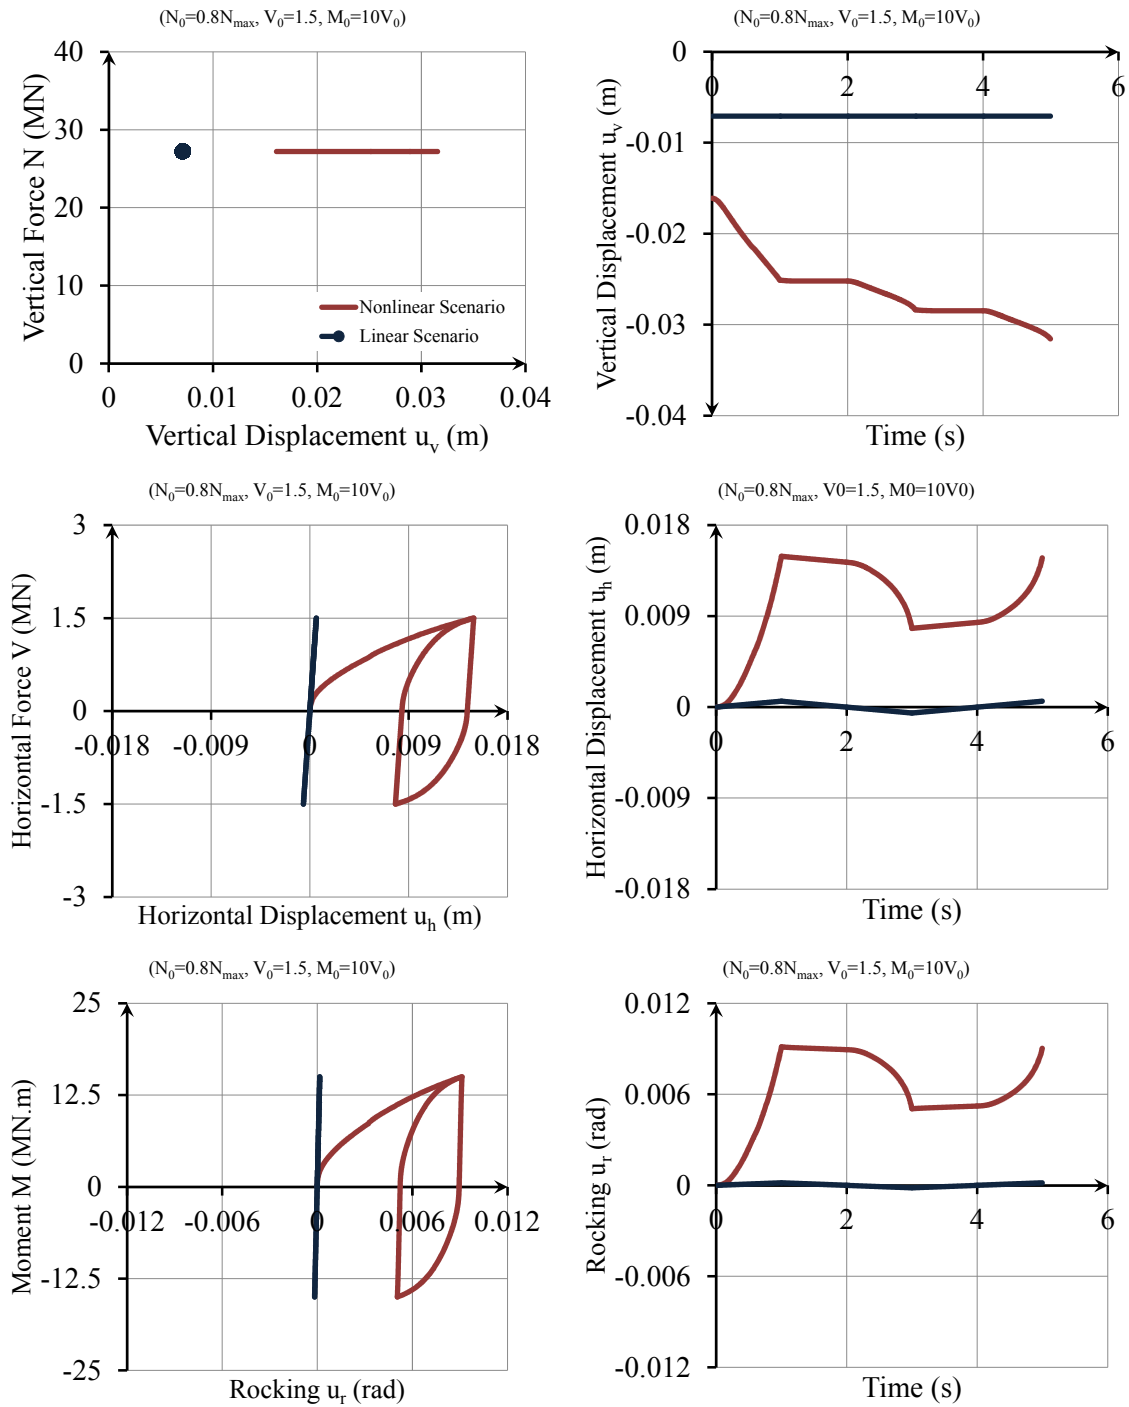 (N₀=0.8Nₘₐₓ, V₀=1.5, M₀=10V₀)
40
30
20
10
0
0 0.01 0.02 0.03 0.04
Vertical Force N (MN)
Nonlinear Scenario
Linear Scenario
Vertical Displacement uᵥ (m)
(N₀=0.8Nₘₐₓ, V₀=1.5, M₀=10V₀)
0
-0.01
-0.02
-0.03
-0.04
0 2 4 6
Vertical Displacement uᵥ (m)
Time (s)
(N₀=0.8Nₘₐₓ, V₀=1.5, M₀=10V₀)
3
1.5
0
-1.5
-3
-0.018 -0.009 0 0.009 0.018
Horizontal Force V (MN)
Horizontal Displacement uₕ (m)
(N₀=0.8Nₘₐₓ, V0=1.5, M0=10V0)
0.018
0.009
0
-0.009
-0.018
0 2 4 6
Horizontal Displacement uₕ (m)
Time (s)
(N₀=0.8Nₘₐₓ, V₀=1.5, M₀=10V₀)
25
12.5
0
-12.5
-25
-0.012 -0.006 0 0.006 0.012
Moment M (MN.m)
Rocking uᵣ (rad)
(N₀=0.8Nₘₐₓ, V₀=1.5, M₀=10V₀)
0.012
0.006
0
-0.006
-0.012
0 2 4 6
Rocking uᵣ (rad)
Time (s)